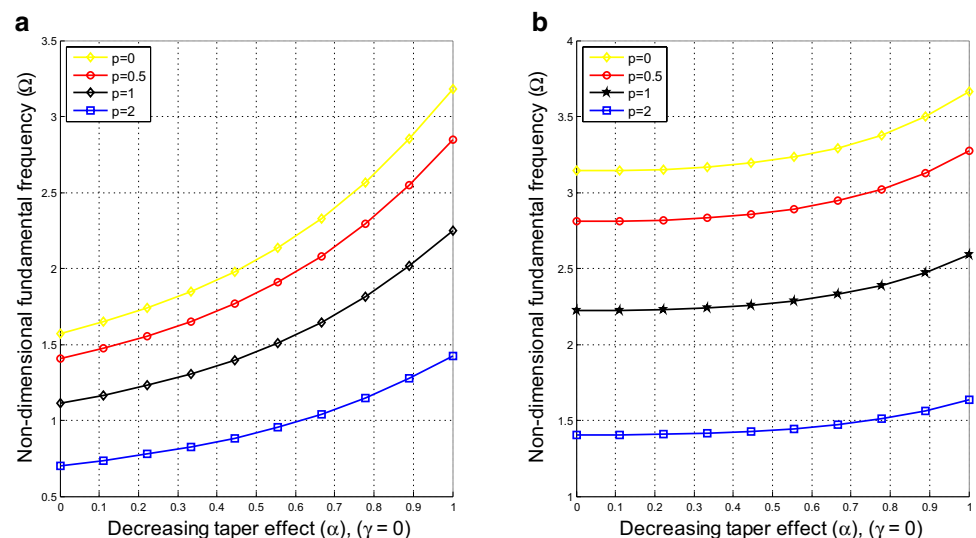 a
Non-dimensional fundamental frequency (Ω)
3.5
3
2.5
2
1.5
1
0.5
p=0
p=0.5
p=1
p=2
0 0.1 0.2 0.3 0.4 0.5 0.6 0.7 0.8 0.9 1
Decreasing taper effect (α), (γ = 0)
b
Non-dimensional fundamental frequency (Ω)
4
3.5
3
2.5
2
1.5
1
p=0
p=0.5
p=1
p=2
0 0.1 0.2 0.3 0.4 0.5 0.6 0.7 0.8 0.9 1
Decreasing taper effect (α), (γ = 0)